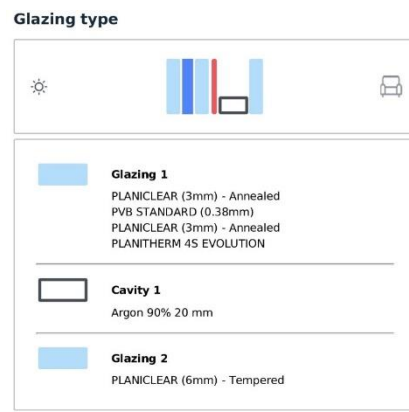 Glazing type
Glazing 1
PLANICLEAR (3mm) - Annealed
PVB STANDARD (0.38mm)
PLANICLEAR (3mm) - Annealed
PLANITHERM 4S EVOLUTION
Cavity 1
Argon 90% 20 mm
Glazing 2
PLANICLEAR (6mm) - Tempered